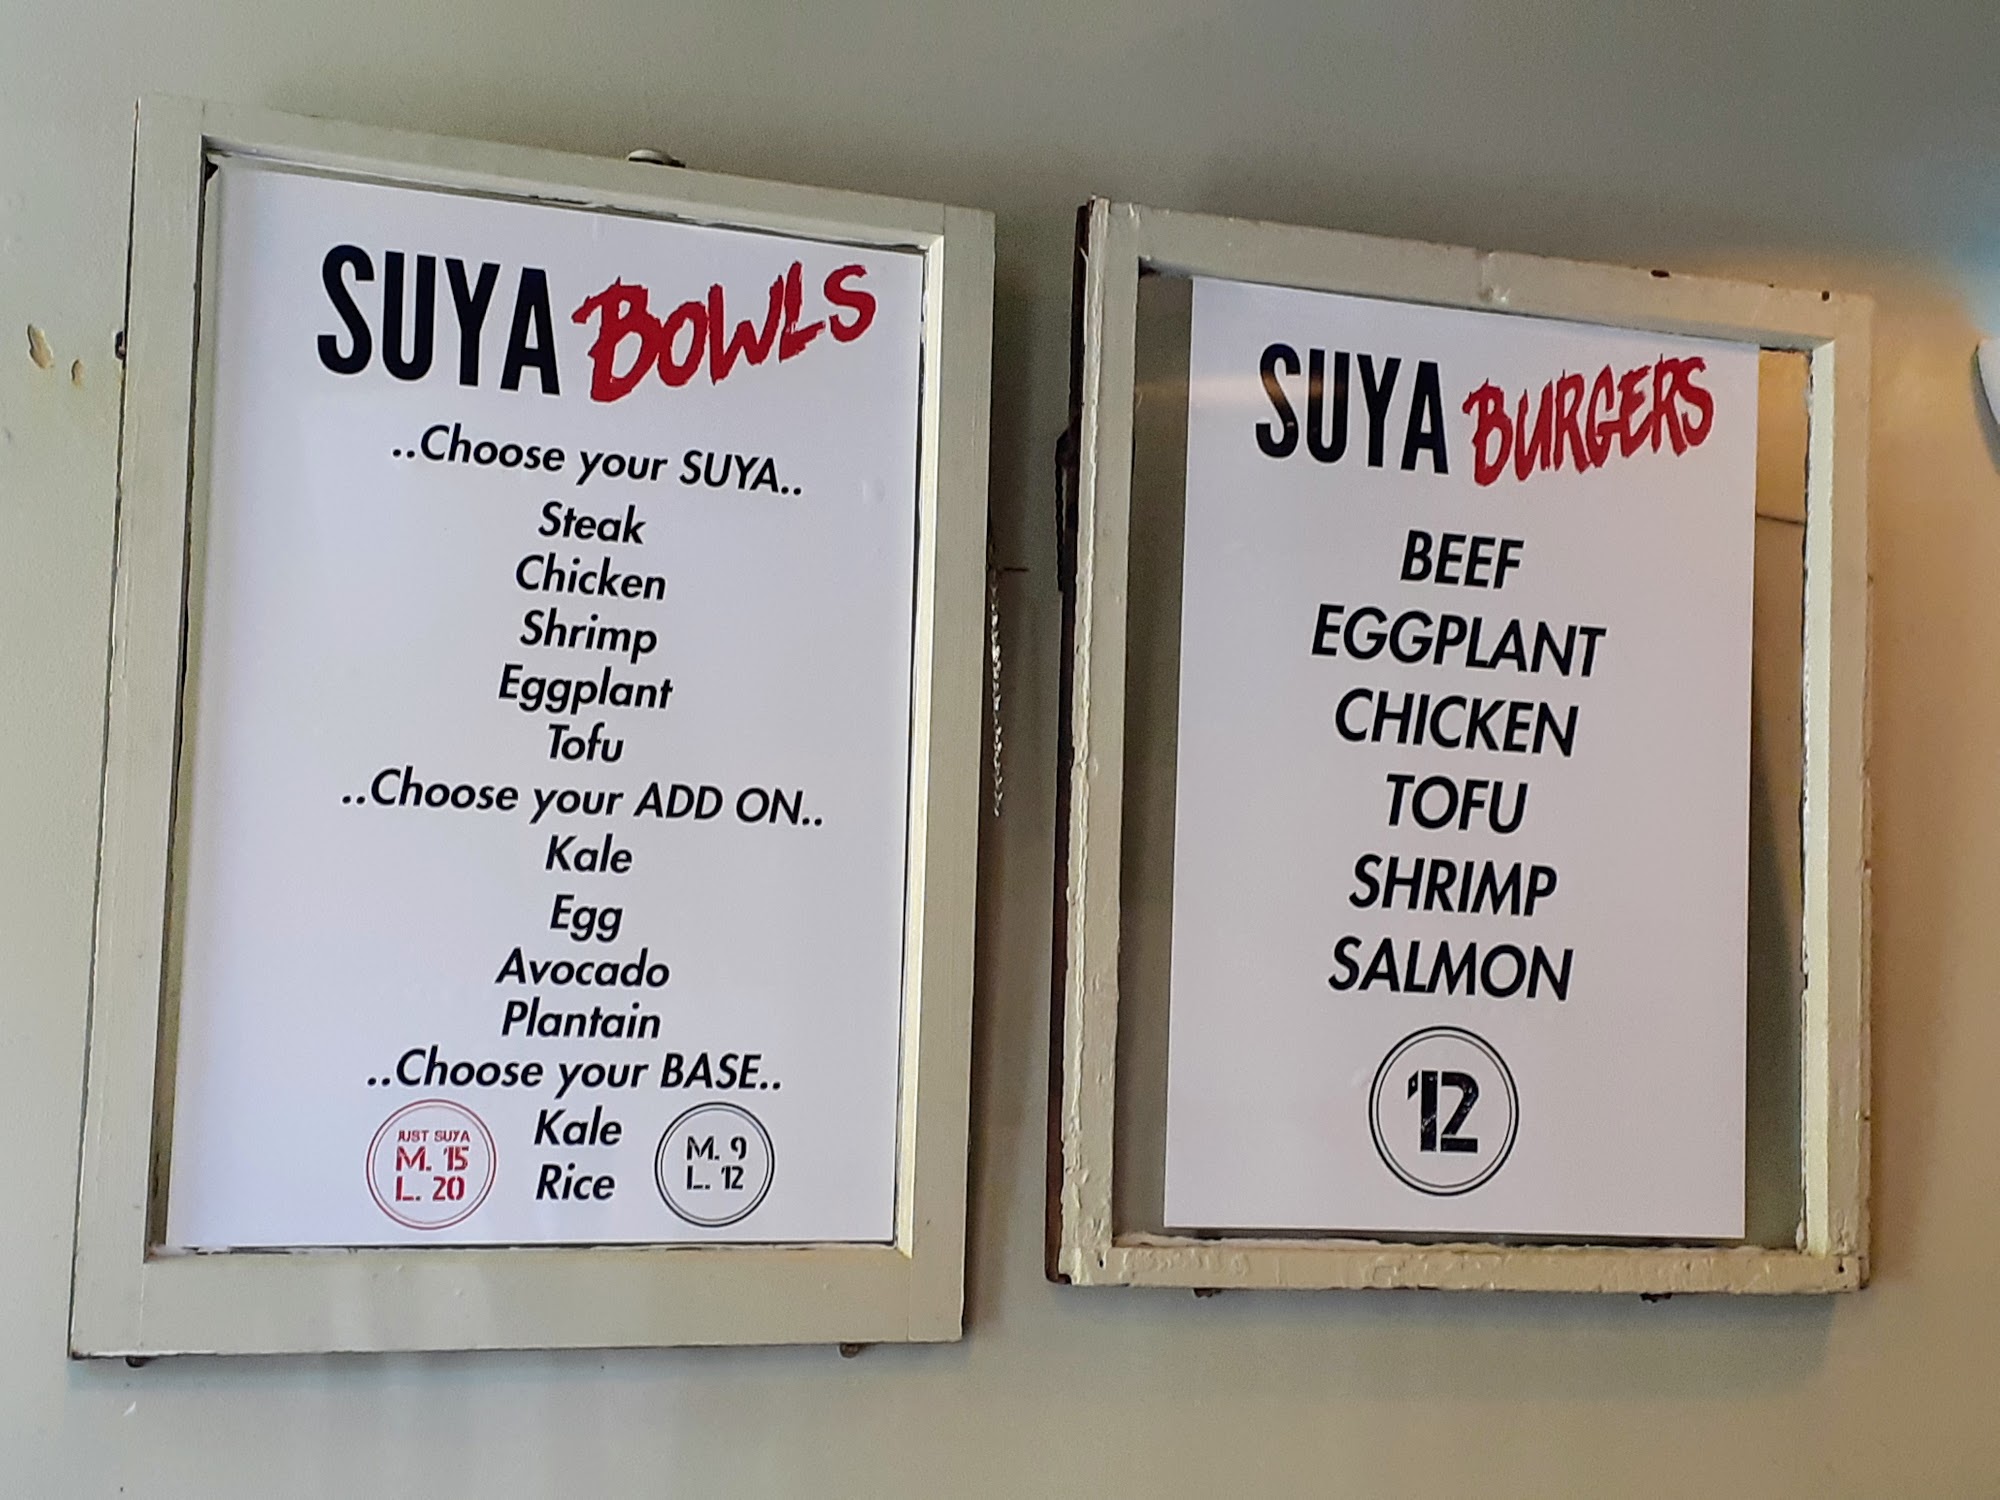 SUYA BOWLS
..Choose your SUYA..
Steak
Chicken
Shrimp
Eggplant
Tofu
..Choose your ADD ON..
Kale
Egg
Avocado
Plantain
..Choose your BASE..
Kale
Rice
JUST SUYA
M. 15
L. 20
M. 9
L. 12
SUYA BURGERS
BEEF
EGGPLANT
CHICKEN
TOFU
SHRIMP
SALMON
12